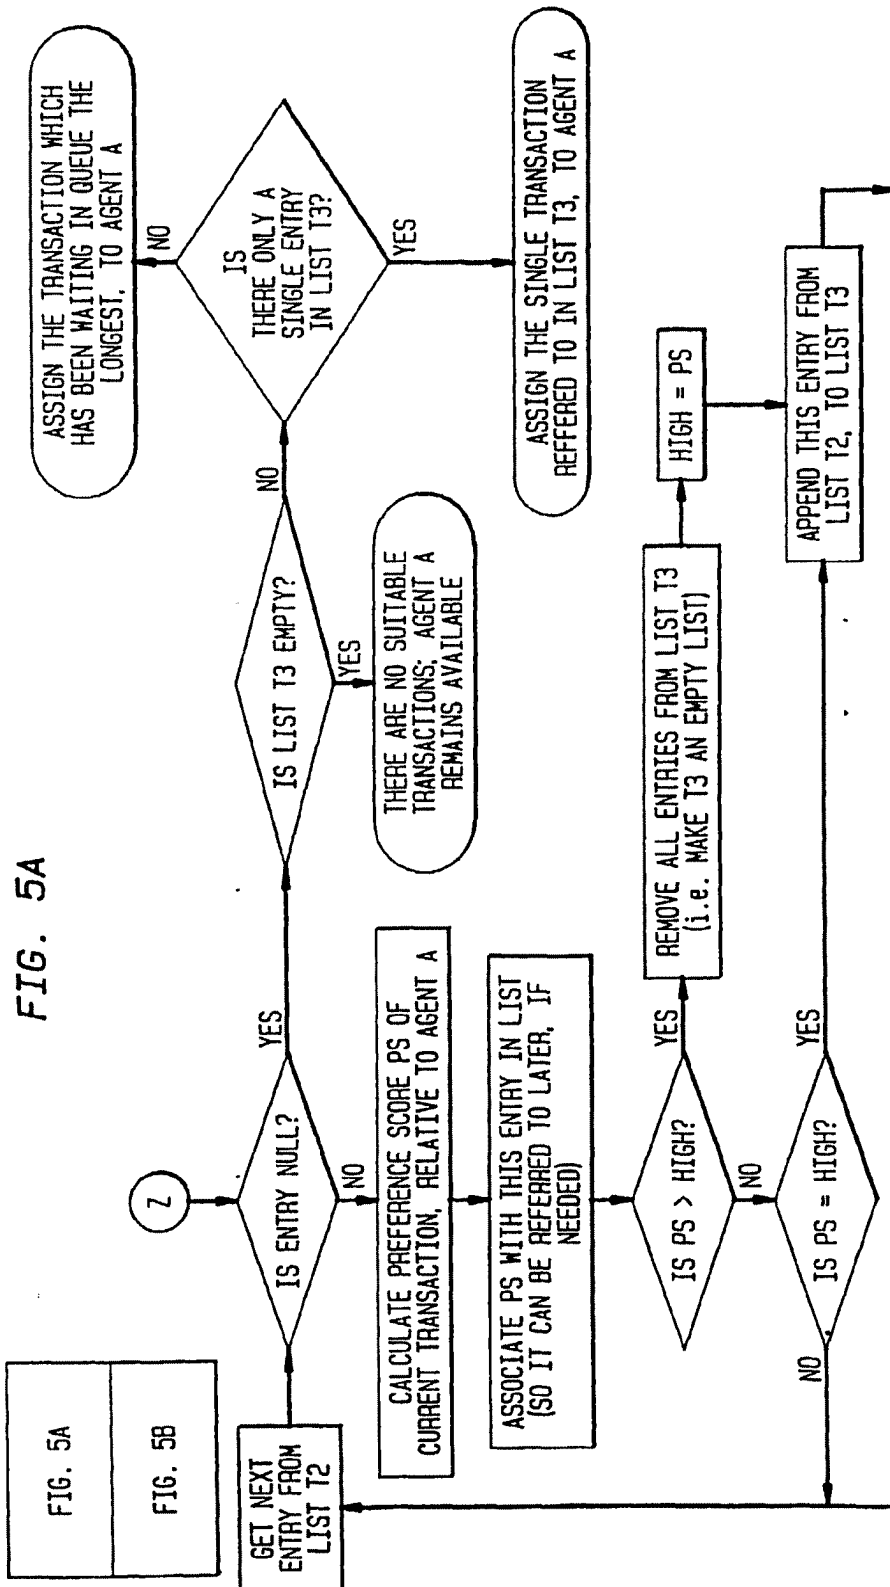 FIG. 5A
FIG. 5A
FIG. 5B
Z
GET NEXT
ENTRY FROM
LIST T2
IS ENTRY NULL?
YES
NO
IS LIST T3 EMPTY?
NO
YES
IS
THERE ONLY A
SINGLE ENTRY
IN LIST T3?
NO
YES
ASSIGN THE TRANSACTION WHICH
HAS BEEN WAITING IN QUEUE THE
LONGEST, TO AGENT A
THERE ARE NO SUITABLE
TRANSACTIONS; AGENT A
REMAINS AVAILABLE
ASSIGN THE SINGLE TRANSACTION
REFFERED TO IN LIST T3, TO AGENT A
CALCULATE PREFERENCE SCORE PS OF
CURRENT TRANSACTION, RELATIVE TO AGENT A
ASSOCIATE PS WITH THIS ENTRY IN LIST
(SO IT CAN BE REFERRED TO LATER, IF
NEEDED)
IS PS > HIGH?
YES
NO
REMOVE ALL ENTRIES FROM LIST T3
(i.e. MAKE T3 AN EMPTY LIST)
HIGH = PS
IS PS = HIGH?
NO
YES
APPEND THIS ENTRY FROM
LIST T2, TO LIST T3